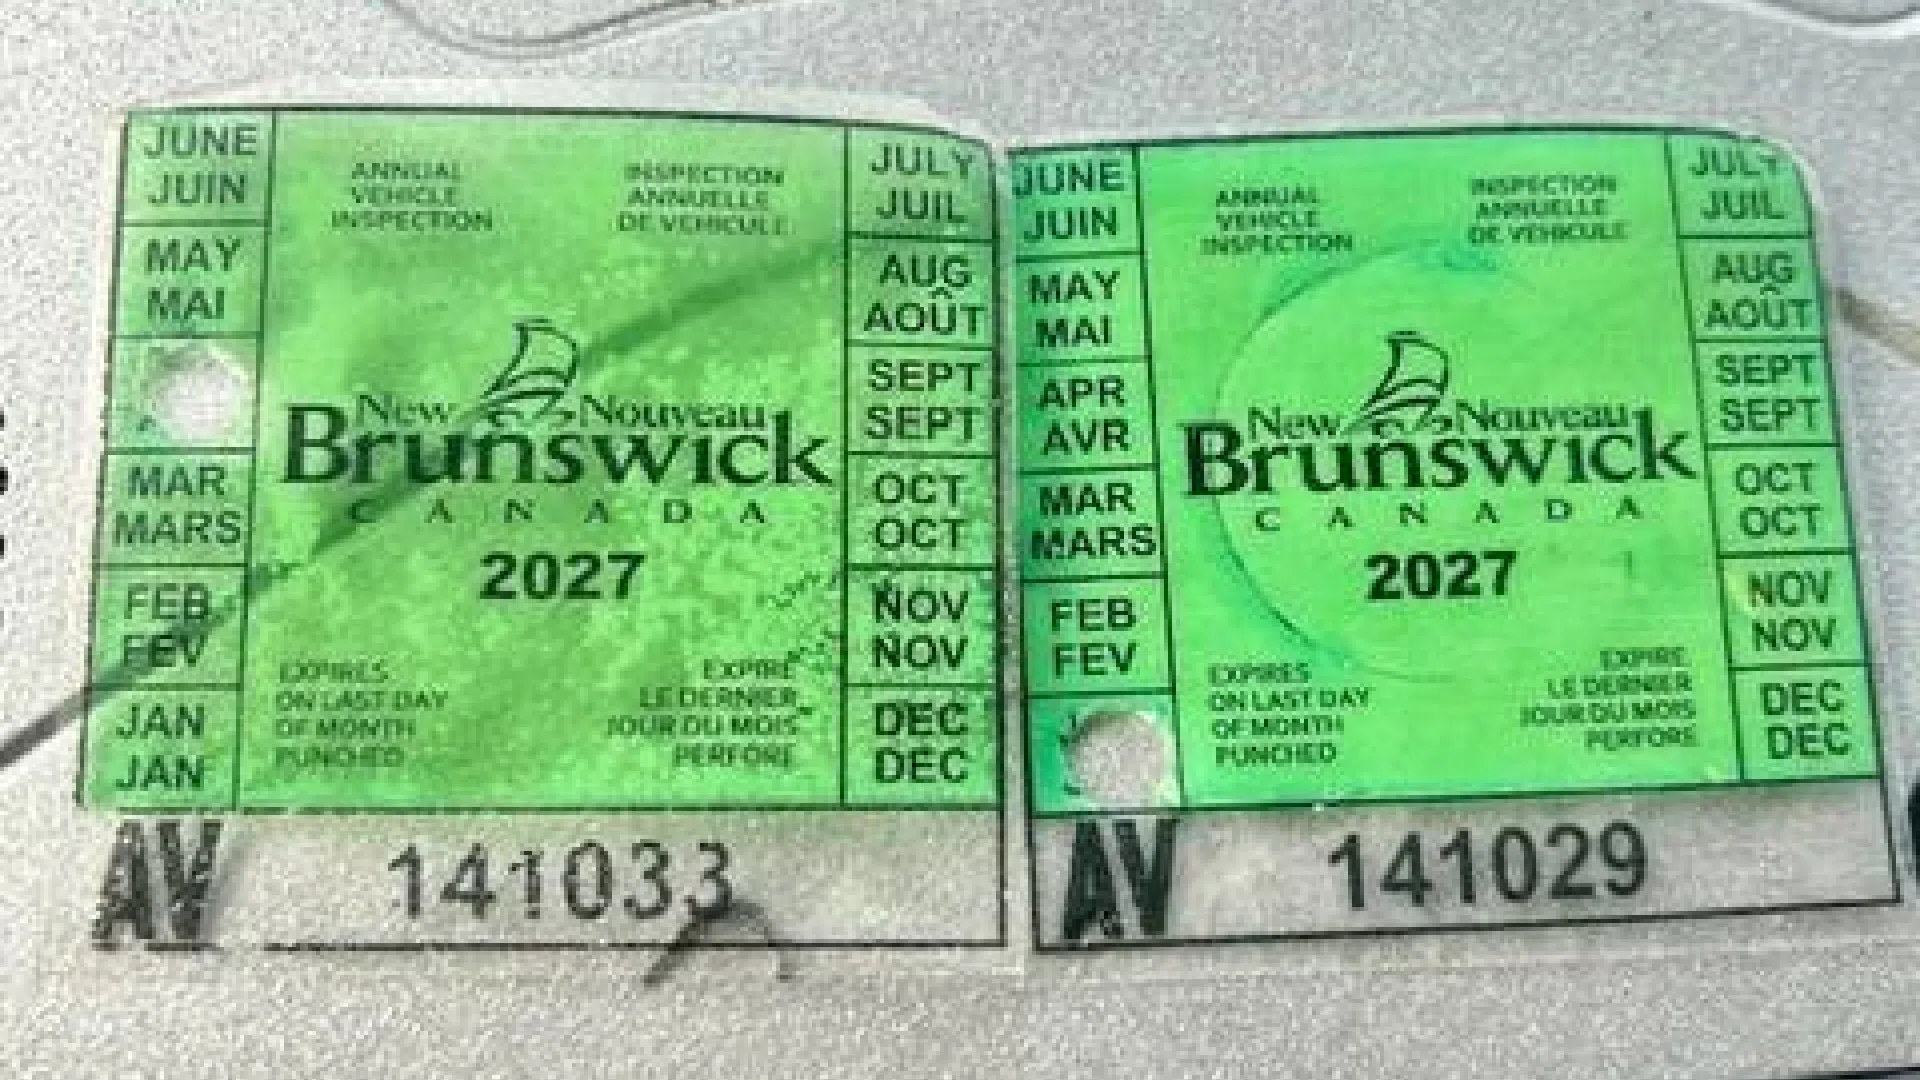 JUNE
JUIN
MAY
MAI
MAR
MARS
FEB
FEV
JAN
JAN
ANNUAL
VEHICLE
INSPECTION
INSPECTION
ANNUELLE
DE VEHICULE
New Nouveau
Brunswick
CANADA
2027
EXPIRES
ON LAST DAY
OF MONTH
PUNCHED
EXPIRE
LE DERNIER
JOUR DU MOIS
PERFORE
JULY
JUIL
AUG
AOÛT
SEPT
SEPT
OCT
OCT
NOV
NOV
DEC
DEC
AV 141033
JUNE
JUIN
MAY
MAI
APR
AVR
MAR
MARS
FEB
FEV
ANNUAL
VEHICLE
INSPECTION
INSPECTION
ANNUELLE
DE VEHICULE
New Nouveau
Brunswick
CANADA
2027
EXPIRES
ON LAST DAY
OF MONTH
PUNCHED
EXPIRE
LE DERNIER
JOUR DU MOIS
PERFORE
JULY
JUIL
AUG
AOÛT
SEPT
SEPT
OCT
OCT
NOV
NOV
DEC
DEC
AV 141029